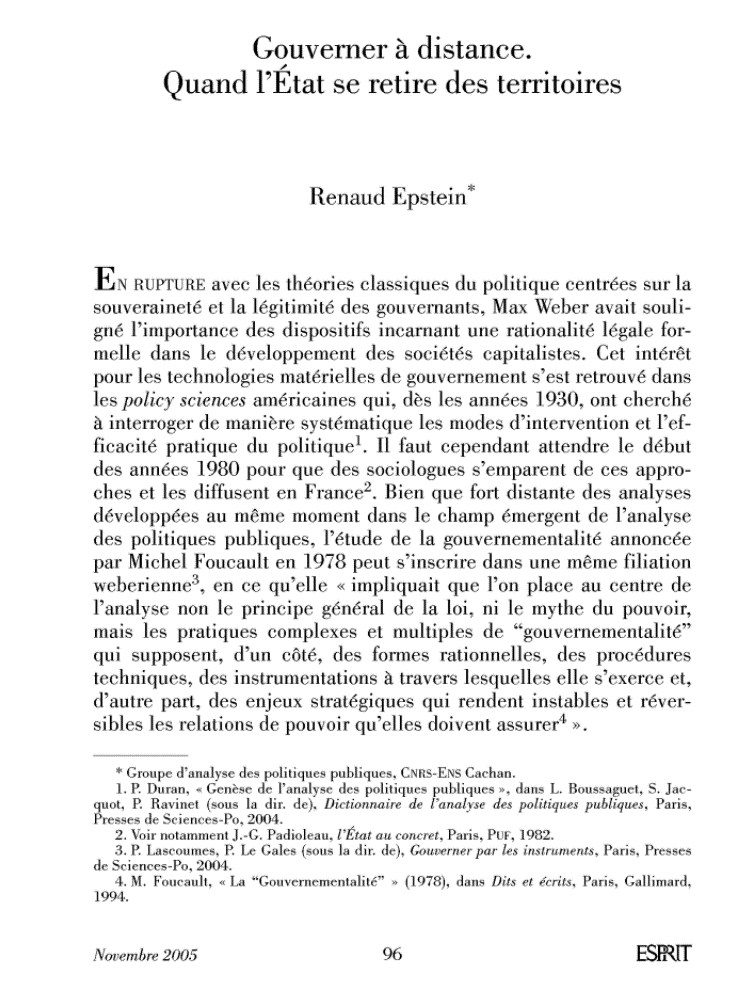 Gouverner à distance.
Quand l'État se retire des territoires
Renaud Epstein*
EN RUPTURE avec les théories classiques du politique centrées sur la
souveraineté et la légitimité des gouvernants, Max Weber avait souli-
gné l'importance des dispositifs incarnant une rationalité légale for-
melle dans le développement des sociétés capitalistes. Cet intérêt
pour les technologies matérielles de gouvernement s'est retrouvé dans
les policy sciences américaines qui, dès les années 1930, ont cherché
à interroger de manière systématique les modes d'intervention et l'ef-
ficacité pratique du politique¹. Il faut cependant attendre le début
des années 1980 pour que des sociologues s'emparent de ces appro-
ches et les diffusent en France². Bien que fort distante des analyses
développées au même moment dans le champ émergent de l'analyse
des politiques publiques, l'étude de la gouvernementalité annoncée
par Michel Foucault en 1978 peut s'inscrire dans une même filiation
weberienne³, en ce qu'elle « impliquait que l'on place au centre de
l'analyse non le principe général de la loi, ni le mythe du pouvoir,
mais les pratiques complexes et multiples de “gouvernementalité”
qui supposent, d'un côté, des formes rationnelles, des procédures
techniques, des instrumentations à travers lesquelles elle s'exerce et,
d'autre part, des enjeux stratégiques qui rendent instables et réver-
sibles les relations de pouvoir qu'elles doivent assurer⁴ ».
* Groupe d'analyse des politiques publiques, CNRS-ENS Cachan.
1. P. Duran, « Genèse de l'analyse des politiques publiques », dans L. Boussaguet, S. Jac-
quot, P. Ravinet (sous la dir. de), Dictionnaire de l'analyse des politiques publiques, Paris,
Presses de Sciences-Po, 2004.
2. Voir notamment J.-G. Padioleau, l'État au concret, Paris, PUF, 1982.
3. P. Lascoumes, P. Le Gales (sous la dir. de), Gouverner par les instruments, Paris, Presses
de Sciences-Po, 2004.
4. M. Foucault, « La “Gouvernementalité” » (1978), dans Dits et écrits, Paris, Gallimard,
1994.
Novembre 2005 96 ESPRIT